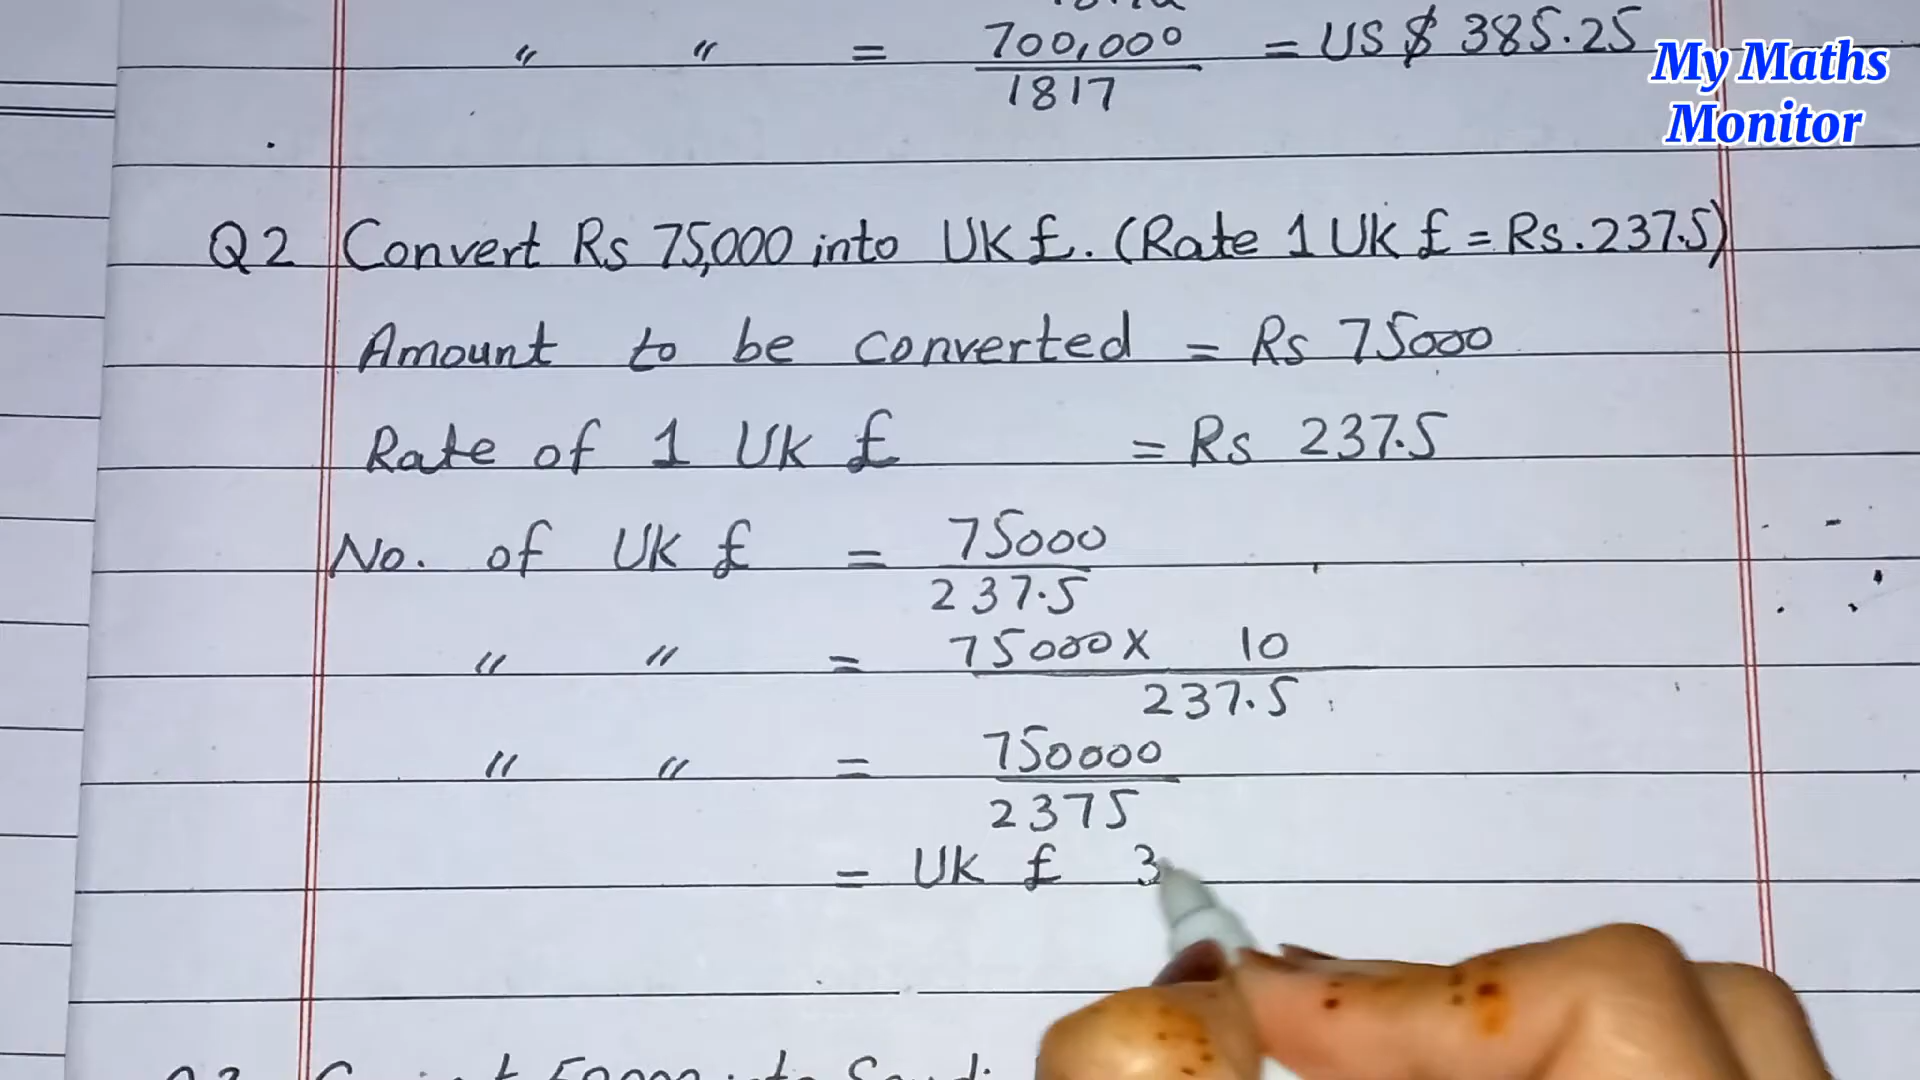 700,000
〃 〃 = = US $ 385.25
1817
My Maths
Monitor
Q2 Convert Rs 75,000 into UK £. (Rate 1 UK £ = Rs. 237.5)
Amount to be converted = Rs 75000
Rate of 1 UK £ = Rs 237.5
No. of UK £ = 75000
237.5
〃 〃 = 75000 X 10
237.5
〃 〃 = 750000
2375
= UK £ 3
50000 into